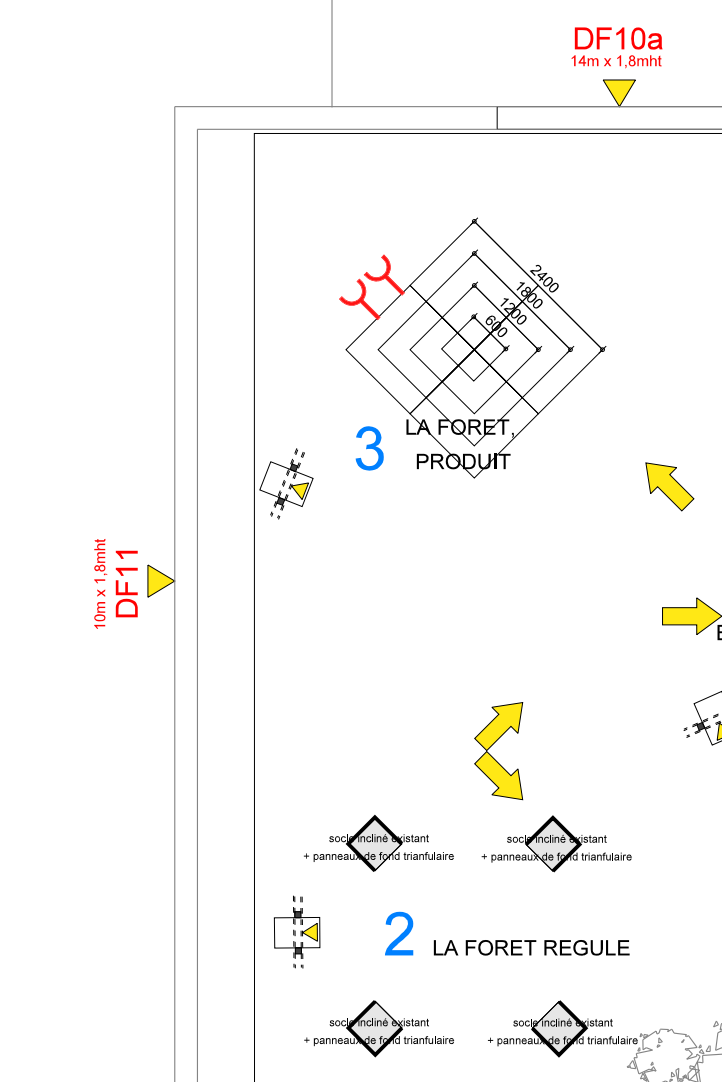 DF10a
14m x 1,8mht
2400
1800
1200
600
3
LA FORET,
PRODUIT
10m x 1,8mht
DF11
socle incliné existant
+ panneaux de fond trianfulaire
socle incliné existant
+ panneaux de fond trianfulaire
2
LA FORET REGULE
socle incliné existant
+ panneaux de fond trianfulaire
socle incliné existant
+ panneaux de fond trianfulaire